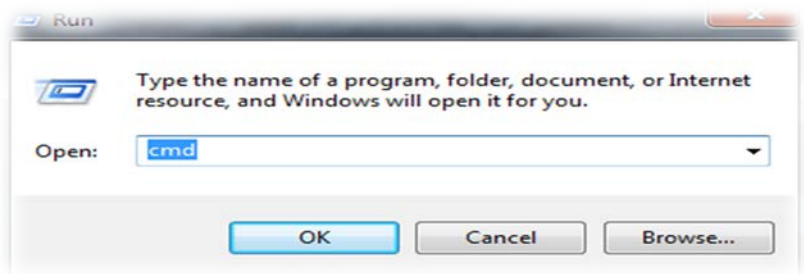 Run
Type the name of a program, folder, document, or Internet
resource, and Windows will open it for you.
Open: cmd
OK Cancel Browse...